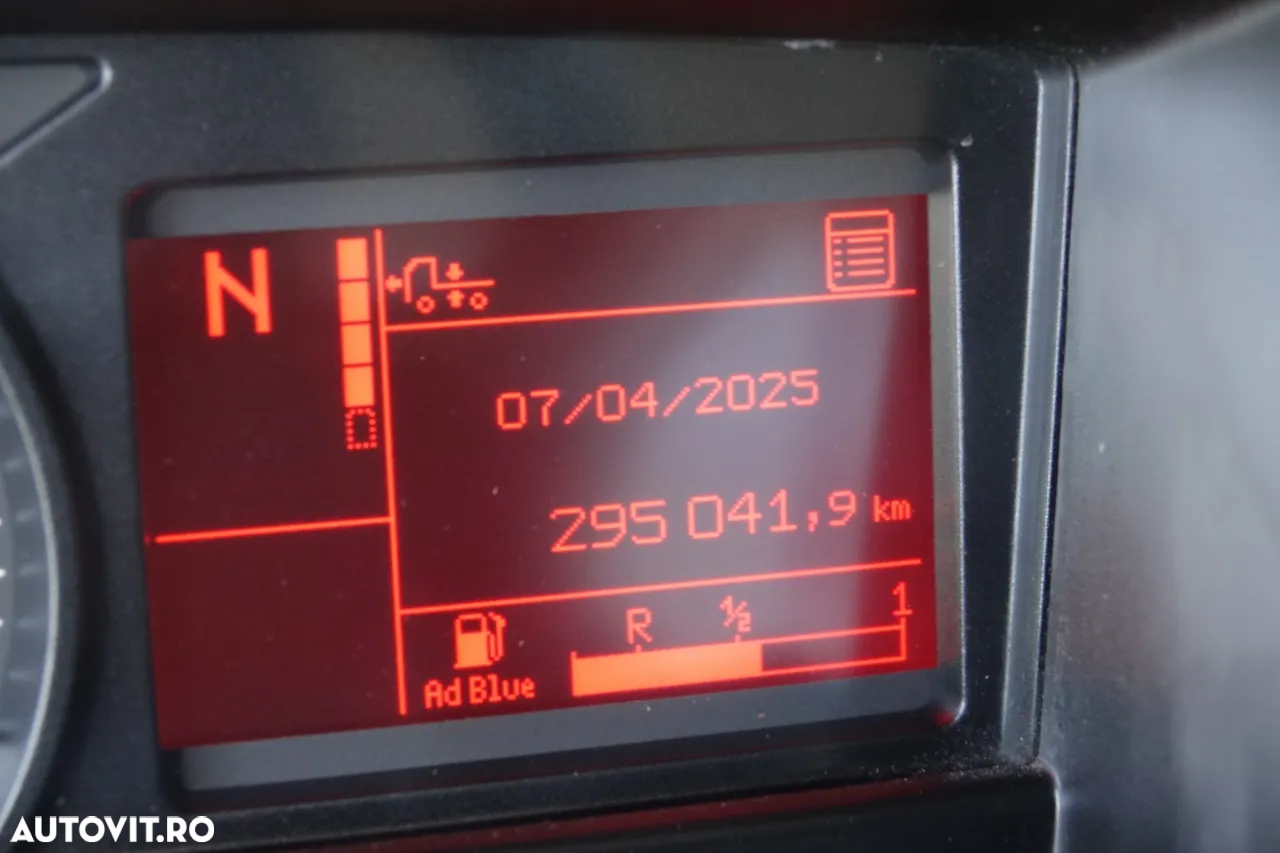 N
07/04/2025
295 041,9 km
R 1/2 1
Ad Blue
AUTOVIT.RO